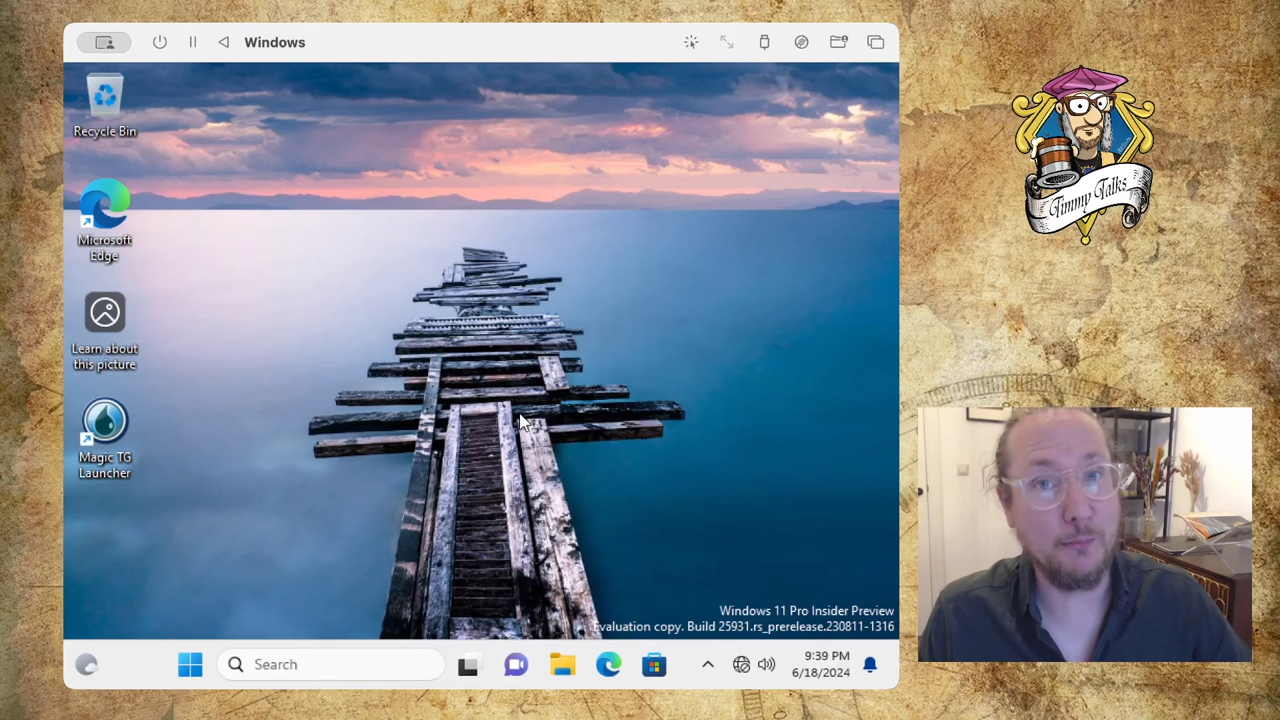 Windows
Recycle Bin
Microsoft
Edge
Learn about
this picture
Magic TG
Launcher
Timmy Talks
Windows 11 Pro Insider Preview
Evaluation copy. Build 25931.rs_prerelease.230811-1316
Search
9:39 PM
6/18/2024